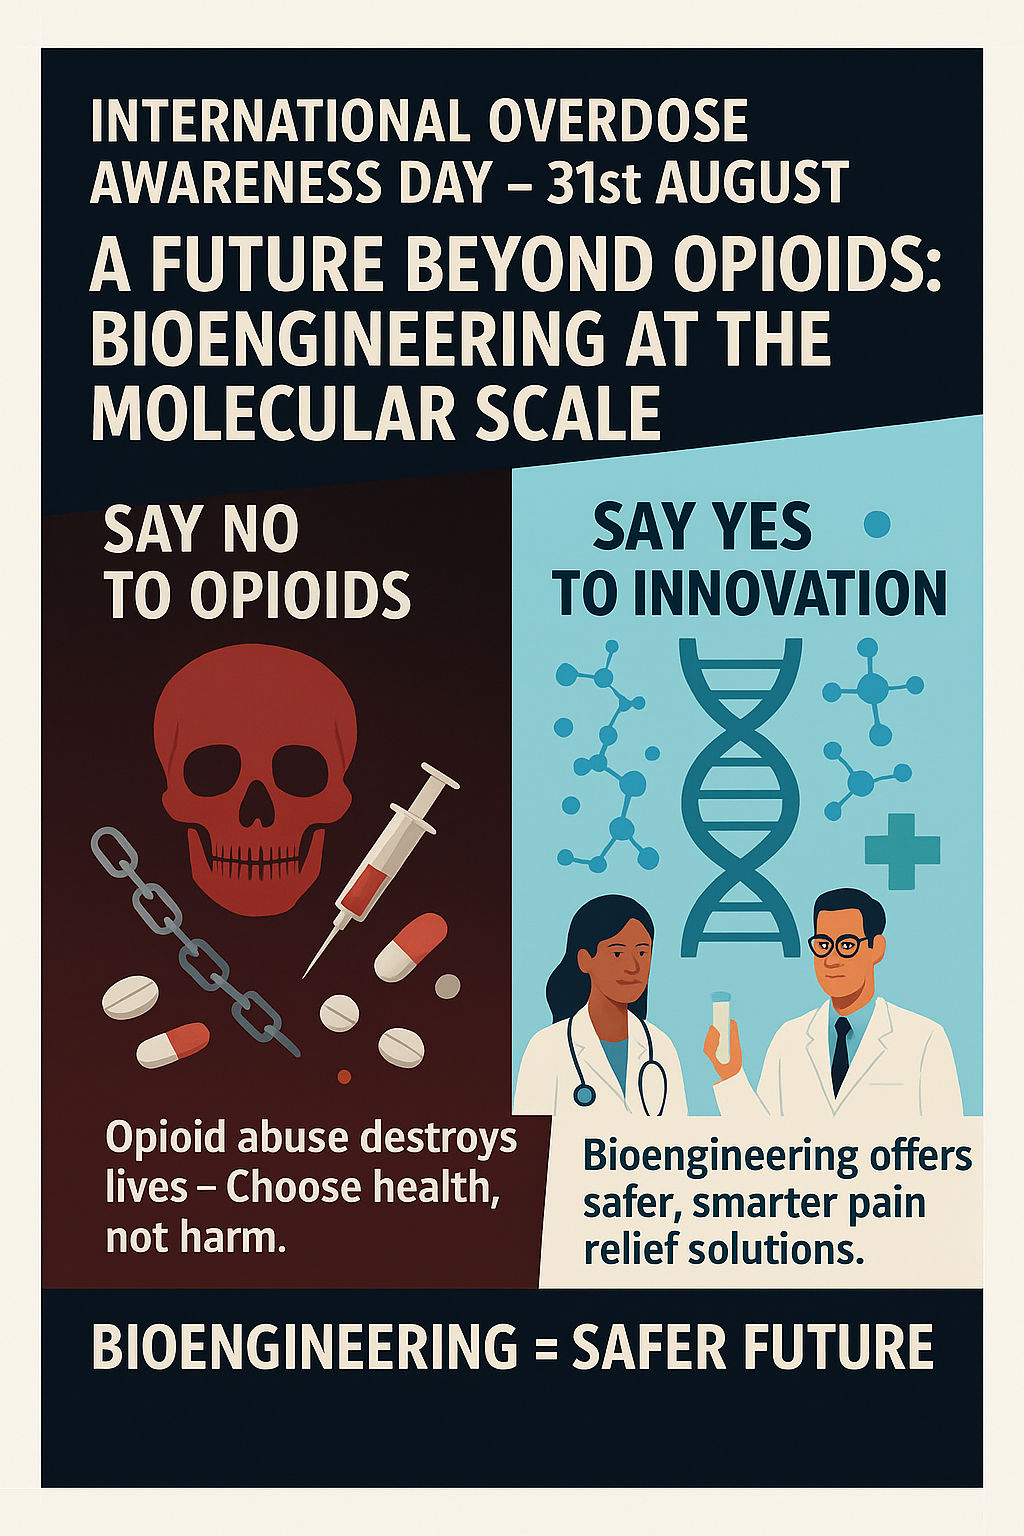 INTERNATIONAL OVERDOSE
AWARENESS DAY – 31st AUGUST
A FUTURE BEYOND OPIOIDS:
BIOENGINEERING AT THE
MOLECULAR SCALE
SAY NO
TO OPIOIDS
SAY YES
TO INNOVATION
Opioid abuse destroys
lives – Choose health,
not harm.
Bioengineering offers
safer, smarter pain
relief solutions.
BIOENGINEERING = SAFER FUTURE